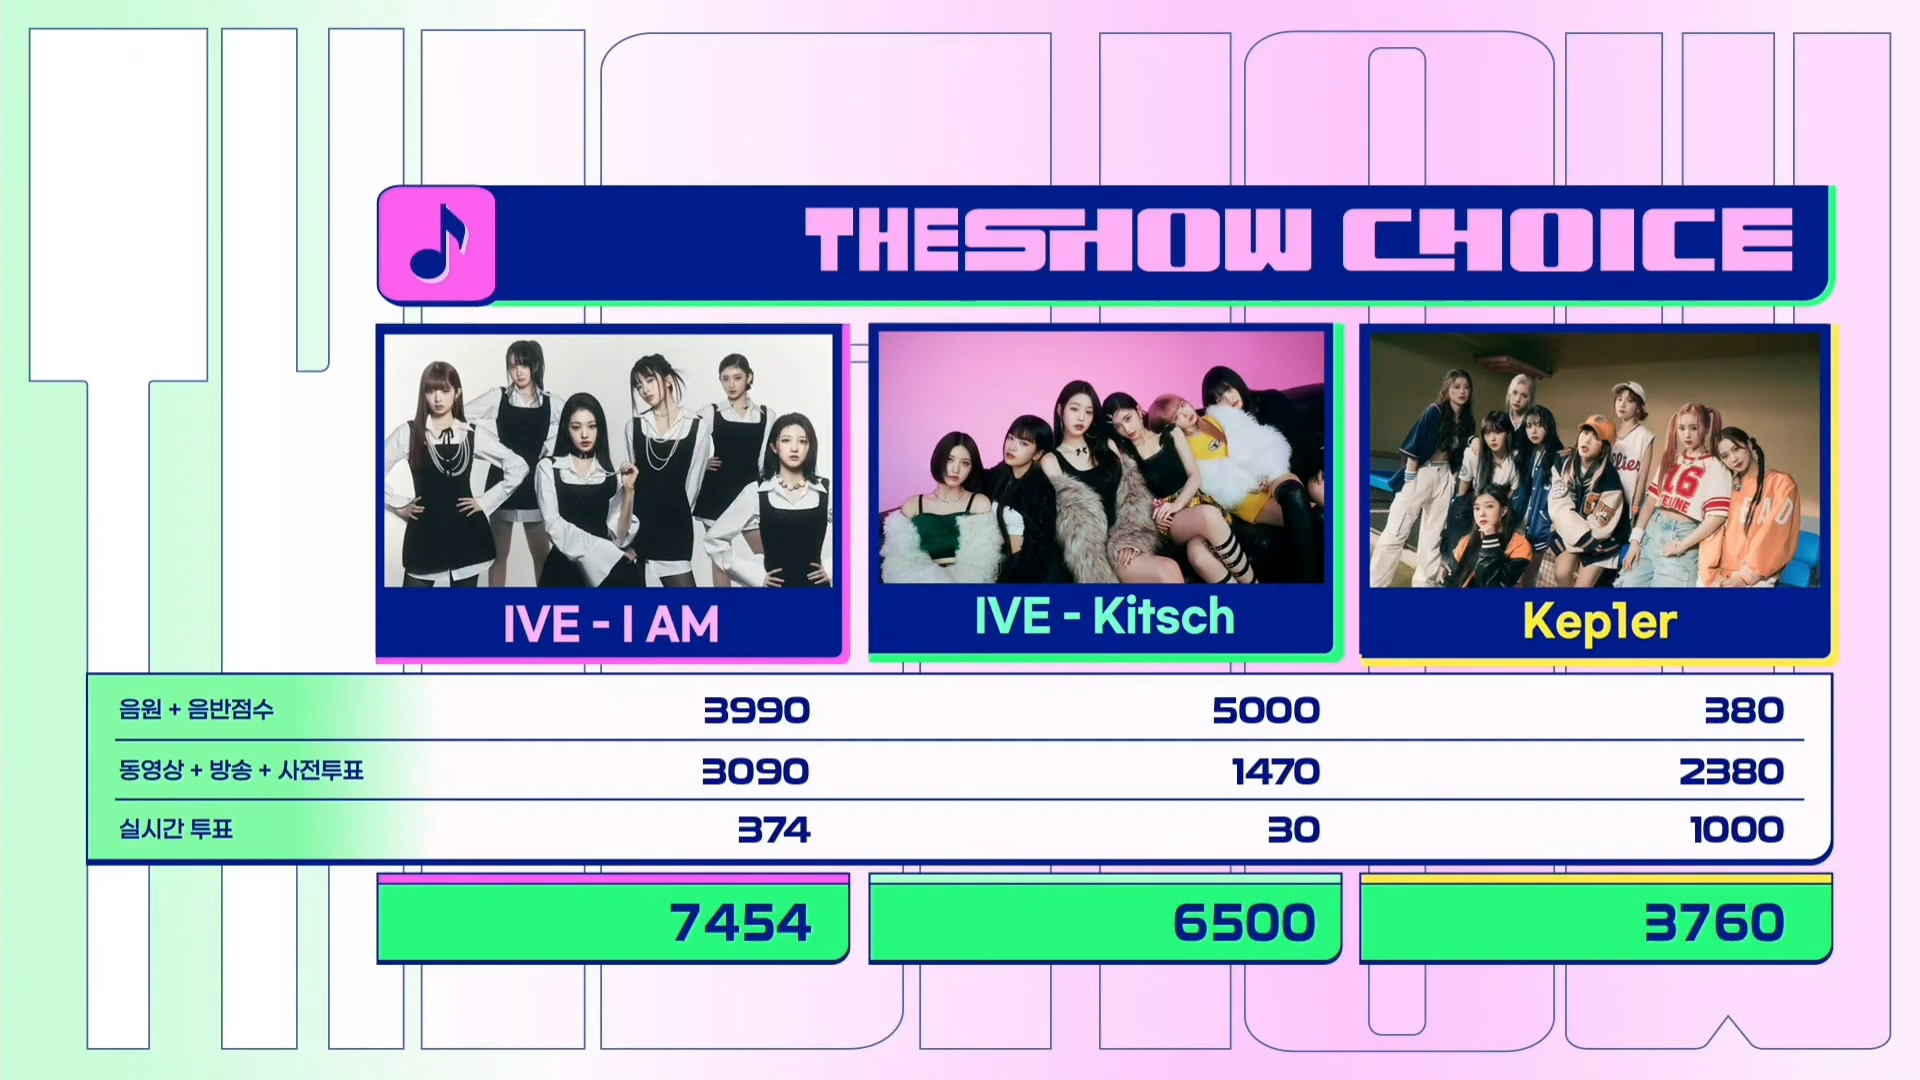 THE SHOW CHOICE
IVE - I AM
IVE - Kitsch
Kep1er
음원 + 음반점수 3990 5000 380
동영상 + 방송 + 사전투표 3090 1470 2380
실시간 투표 374 30 1000
7454 6500 3760